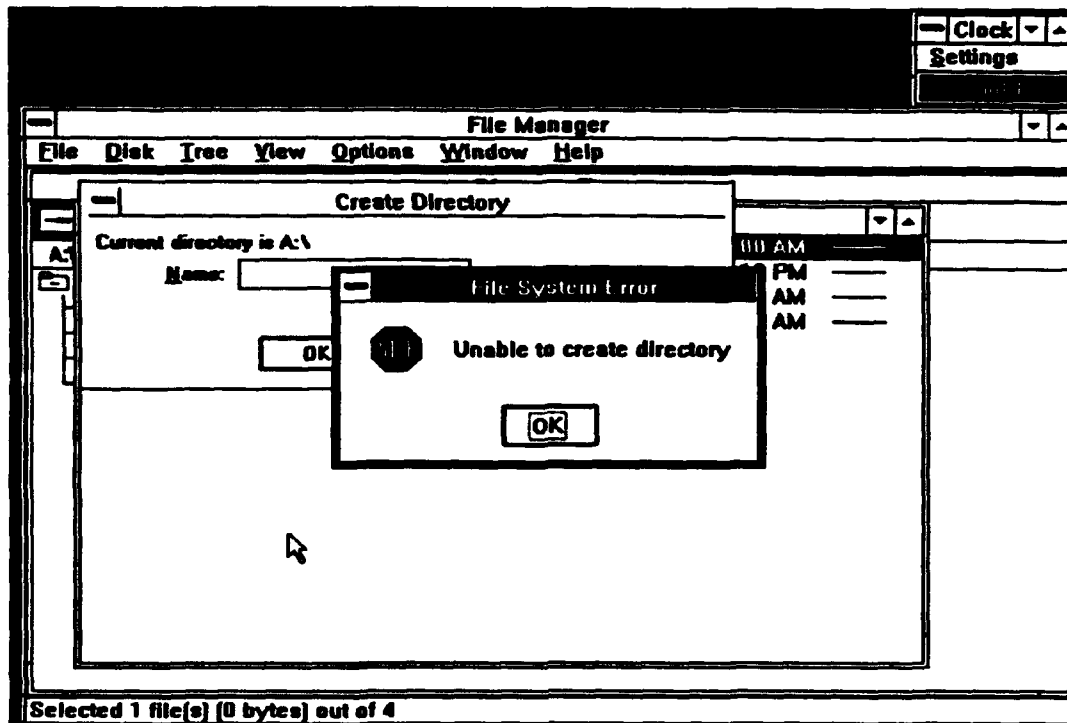 Clock
Settings
File Manager
File Disk Tree View Options Window Help
Create Directory
Current directory is A:\
Name:
OK
File System Error
STOP
Unable to create directory
OK
A:\
00 AM
PM
AM
AM
Selected 1 file(s) (0 bytes) out of 4